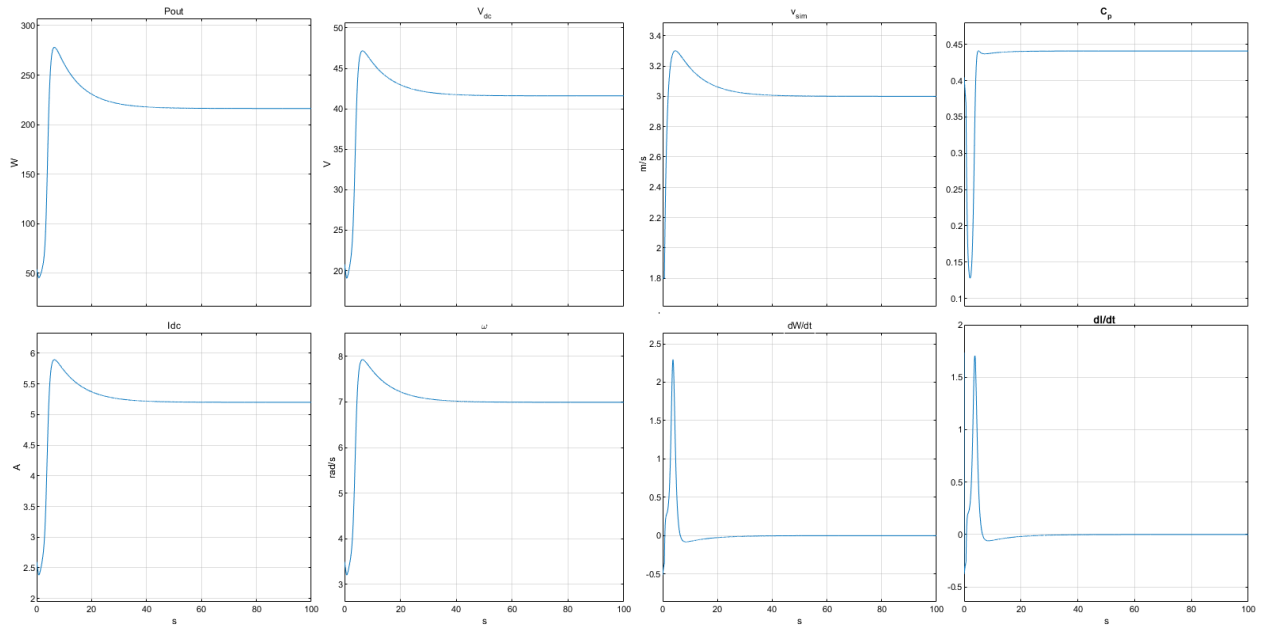 Pout
300
250
200
150
100
50
W
V_dc
50
45
40
35
30
25
20
V
v_sim
3.4
3.2
3.0
2.8
2.6
2.4
2.2
2.0
1.8
m/s
C_p
0.45
0.4
0.35
0.3
0.25
0.2
0.15
0.1
Idc
6
5.5
5
4.5
4
3.5
3
2.5
2
A
0 20 40 60 80 100
s
ω
8
7
6
5
4
3
rad/s
0 20 40 60 80 100
dW/dt
2.5
2
1.5
1
0.5
0
-0.5
0 20 40 60 80 100
s
dI/dt
2
1.5
1
0.5
0
-0.5
0 20 40 60 80 100
s